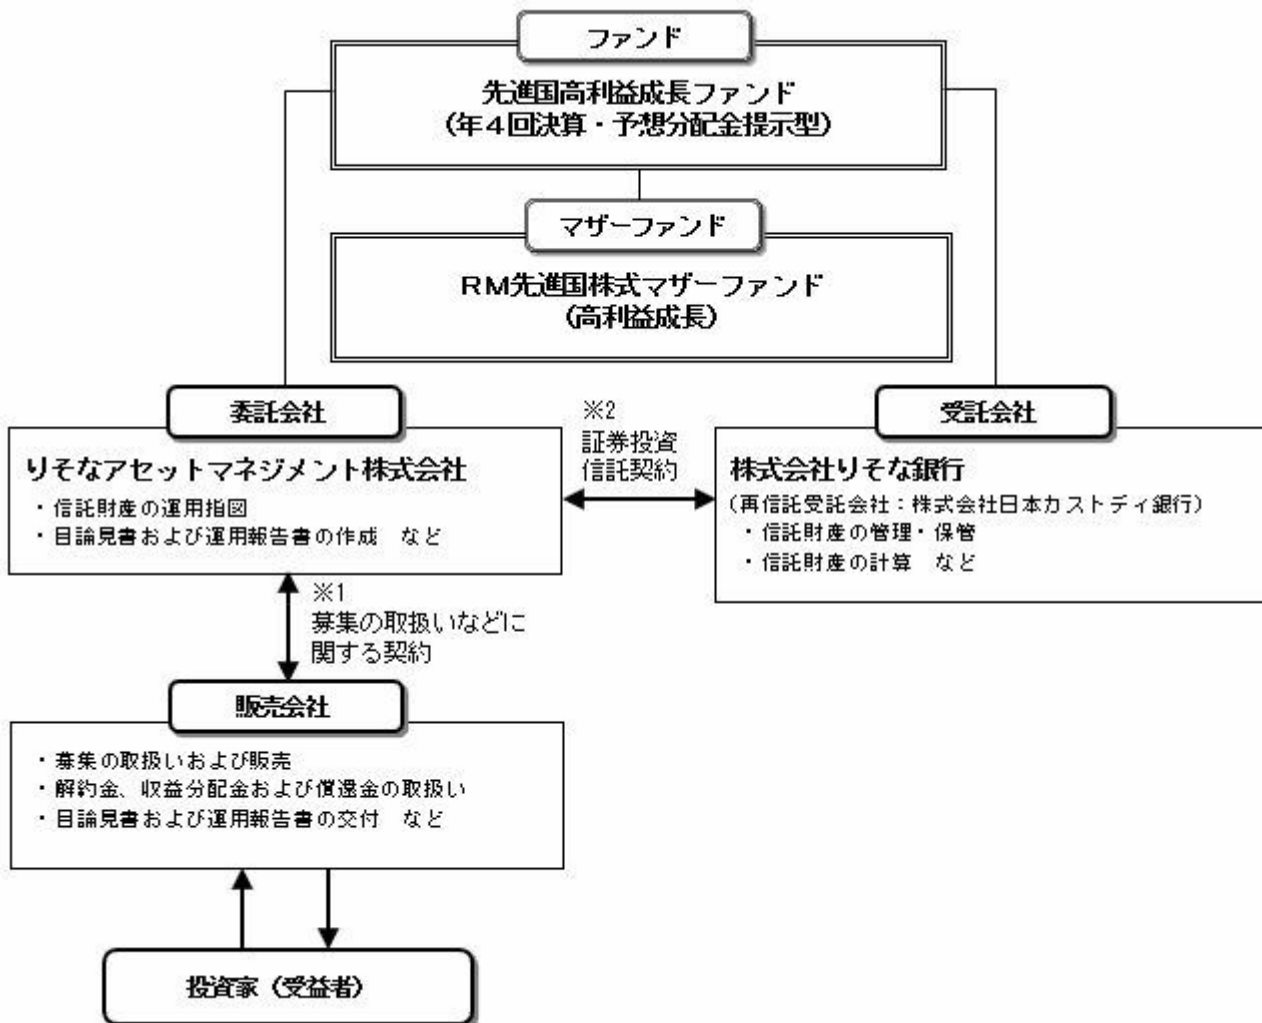 ファンド
先進国高利益成長ファンド
(年4回決算・予想分配金提示型)
マザーファンド
RM先進国株式マザーファンド
(高利益成長)
委託会社
りそなアセットマネジメント株式会社
・信託財産の運用指図
・目論見書および運用報告書の作成 など
※2
証券投資
信託契約
受託会社
株式会社りそな銀行
(再信託受託会社:株式会社日本カストディ銀行)
・信託財産の管理・保管
・信託財産の計算 など
※1
募集の取扱いなどに
関する契約
販売会社
・募集の取扱いおよび販売
・解約金、収益分配金および償還金の取扱い
・目論見書および運用報告書の交付 など
投資家(受益者)